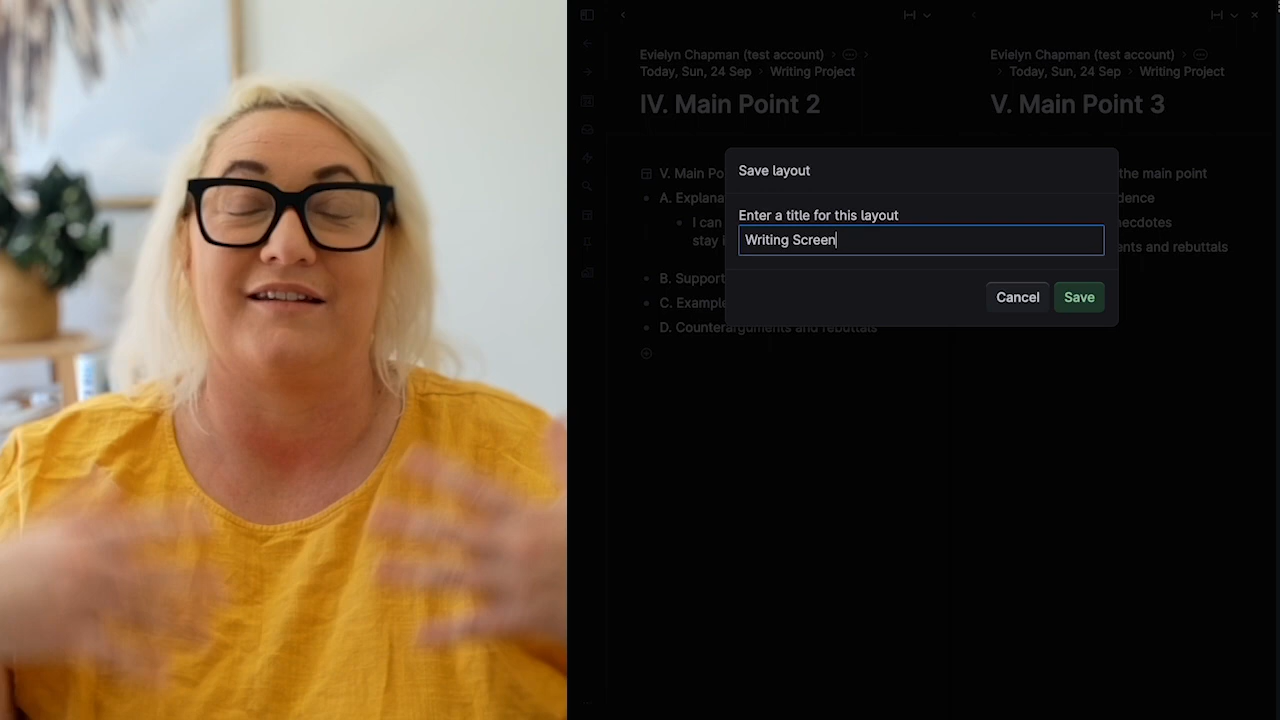 Evielyn Chapman (test account)
Today, Sun, 24 Sep Writing Project
IV. Main Point 2
V. Main Po
A. Explana
I can
stay
B. Support
C. Example
D. Counterarguments and rebuttals
Evielyn Chapman (test account)
Today, Sun, 24 Sep Writing Project
V. Main Point 3
the main point
dence
ecdotes
ents and rebuttals
Save layout
Enter a title for this layout
Writing Screen
Cancel
Save